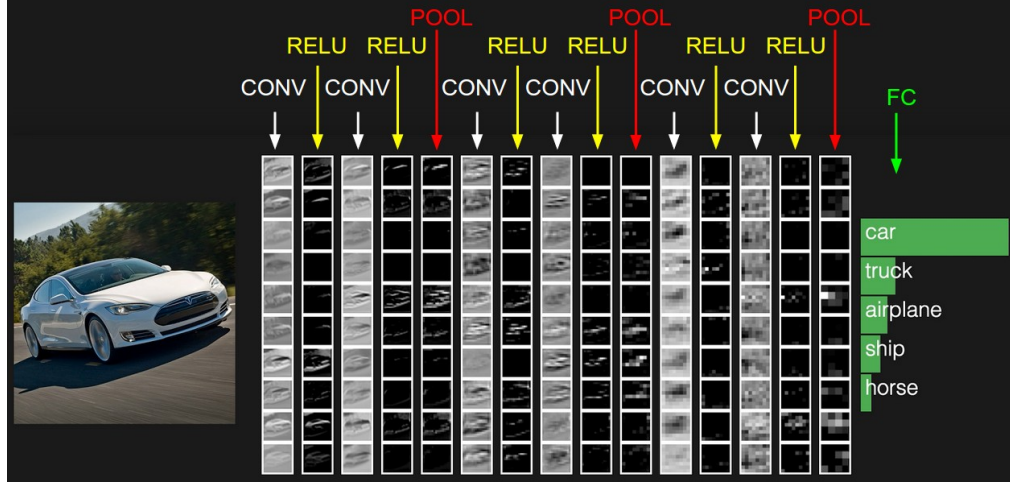 POOL POOL POOL
RELU RELU RELU RELU RELU RELU
CONV CONV CONV CONV CONV CONV
FC
car
truck
airplane
ship
horse